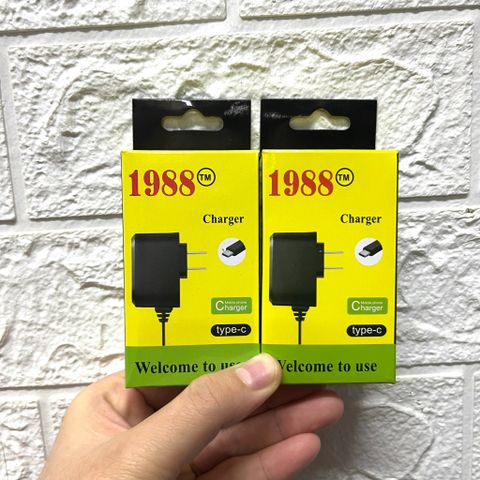 1988™
Charger
Mobile phone
Charger
type-c
Welcome to use
1988™
Charger
Mobile phone
Charger
type-c
Welcome to use